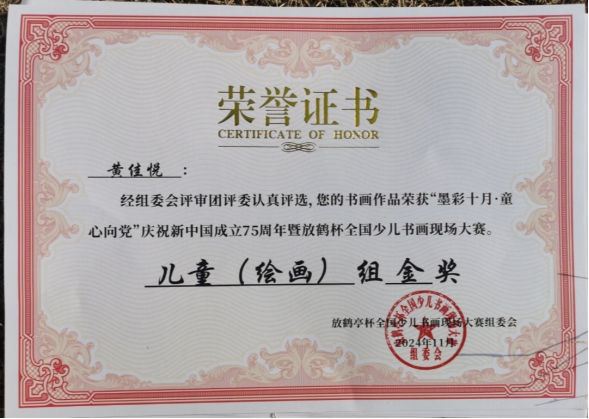 荣誉证书
CERTIFICATE OF HONOR
黄佳悦：
经组委会评审团评委认真评选，您的书画作品荣获“墨彩十月·童
心向党”庆祝新中国成立75周年暨放鹤杯全国少儿书画现场大赛。
儿童（绘画）组金奖
放鹤亭杯全国少儿书画现场大赛组委会
2024年11月
组委会